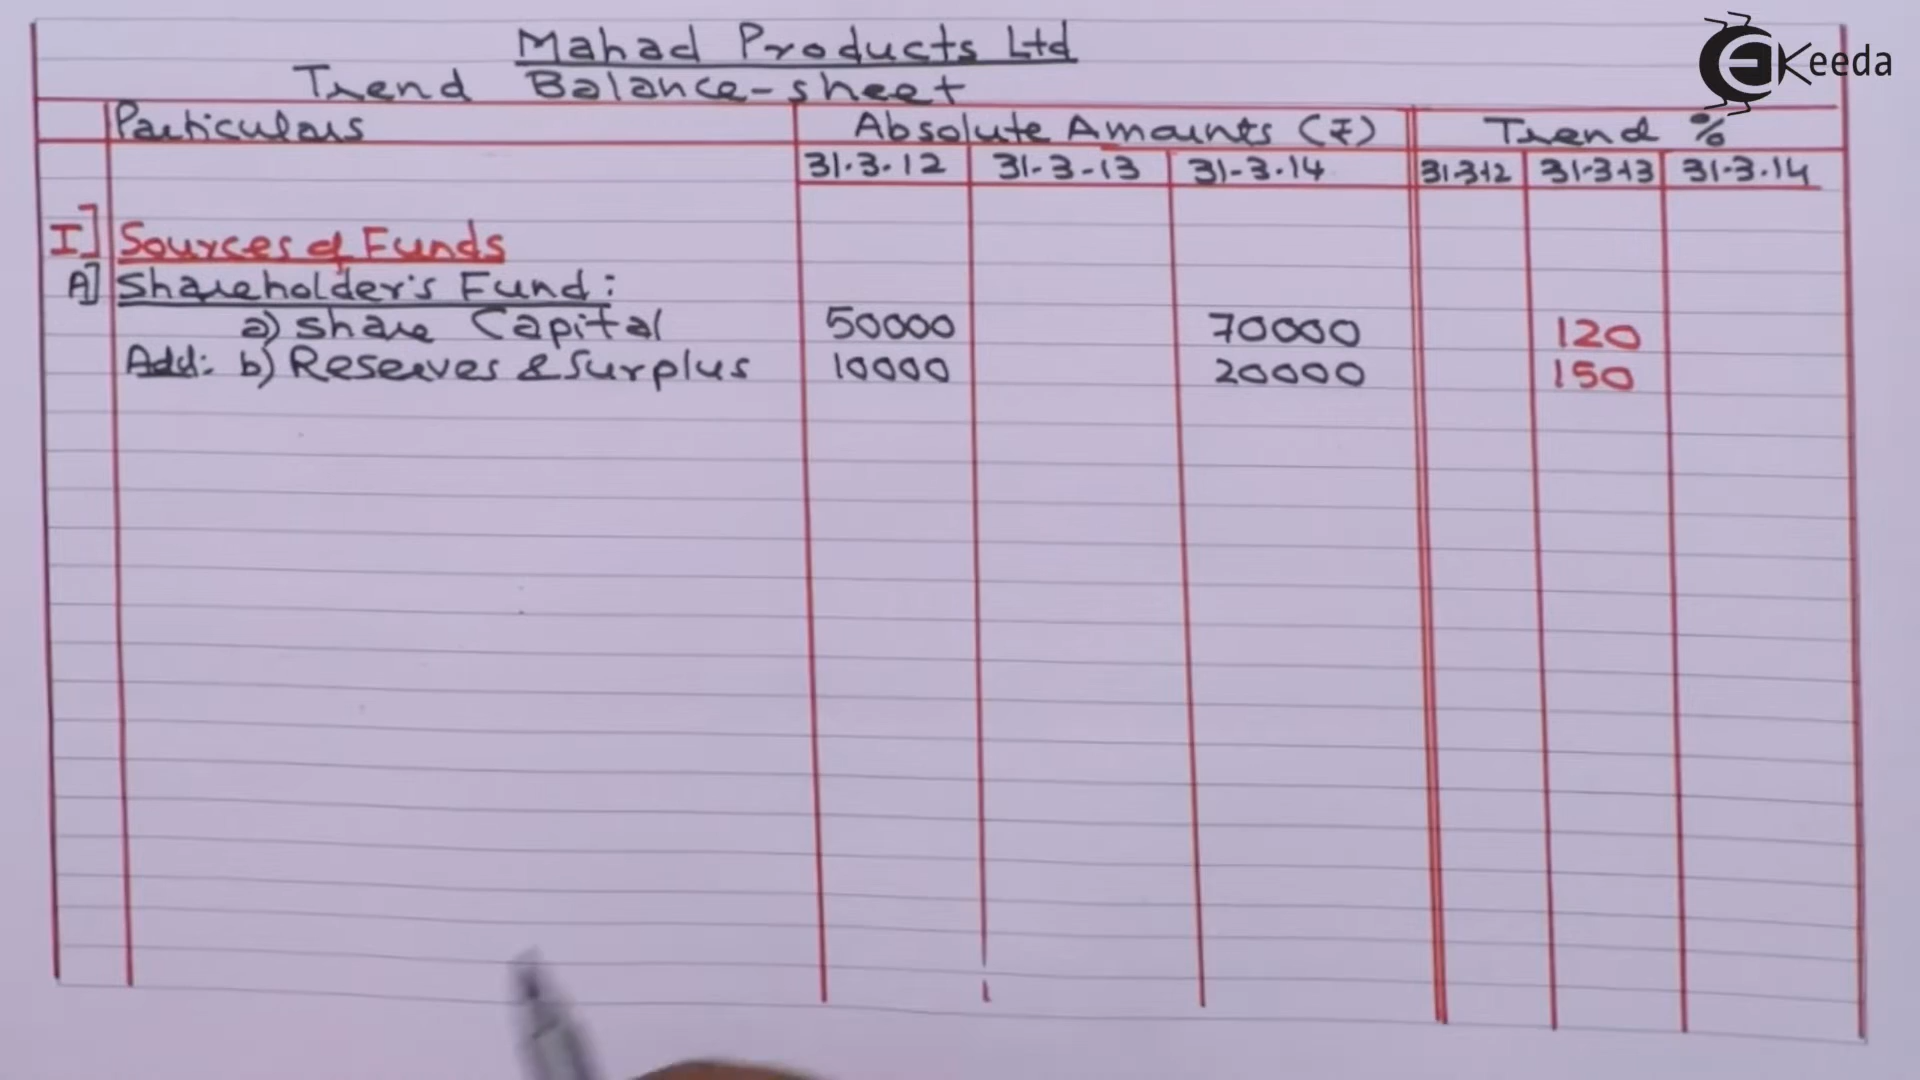 Mahad Products Ltd
Trend Balance-sheet
EKeeda
Particulars Absolute Amounts (₹) Trend %
31.3.12 31-3-13 31-3.14 31.3.12 31.3.13 31.3.14
I] Sources of Funds
A] Shareholder's Fund:
a) Share Capital 50000 70000 120
Add: b) Reserves & Surplus 10000 20000 150